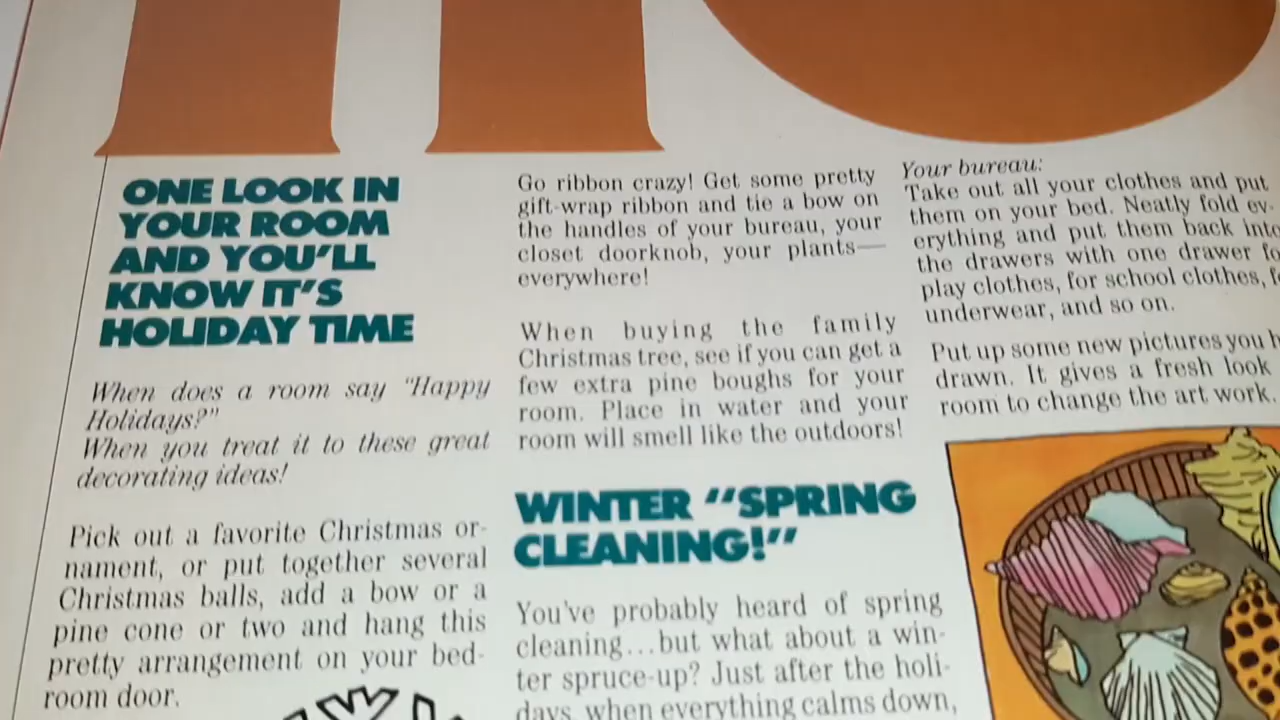 ONE LOOK IN
YOUR ROOM
AND YOU'LL
KNOW IT'S
HOLIDAY TIME
When does a room say "Happy
Holidays?"
When you treat it to these great
decorating ideas!
Pick out a favorite Christmas or-
nament, or put together several
Christmas balls, add a bow or a
pine cone or two and hang this
pretty arrangement on your bed-
room door.
Go ribbon crazy! Get some pretty
gift-wrap ribbon and tie a bow on
the handles of your bureau, your
closet doorknob, your plants—
everywhere!
When buying the family
Christmas tree, see if you can get a
few extra pine boughs for your
room. Place in water and your
room will smell like the outdoors!
WINTER "SPRING
CLEANING!"
You've probably heard of spring
cleaning...but what about a win-
ter spruce-up? Just after the holi-
days, when everything calms down,
Your bureau:
Take out all your clothes and put
them on your bed. Neatly fold ev-
erything and put them back into
the drawers with one drawer
play clothes, for school clothes,
underwear, and so on.
Put up some new pictures you
drawn. It gives a fresh look
room to change the art work.